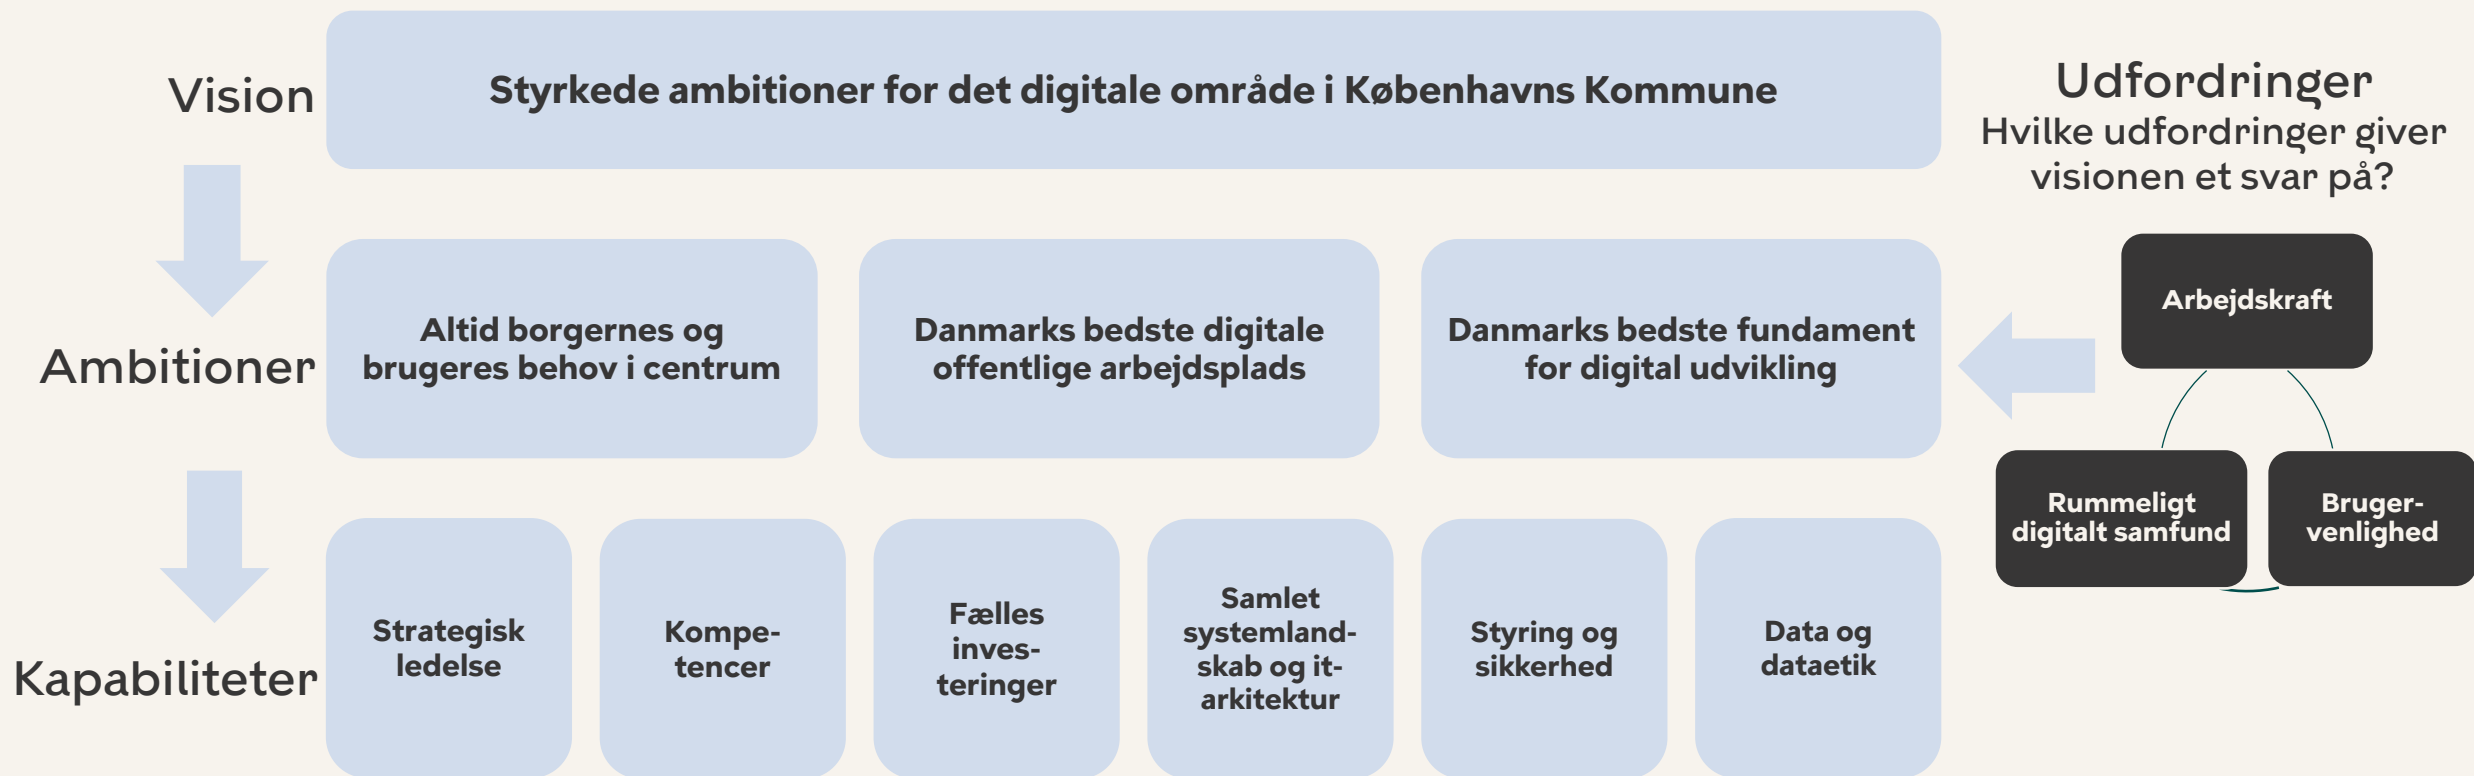 Vision
Styrkede ambitioner for det digitale område i Københavns Kommune
Udfordringer
Hvilke udfordringer giver
visionen et svar på?
Ambitioner
Altid borgernes og
brugeres behov i centrum
Danmarks bedste digitale
offentlige arbejdsplads
Danmarks bedste fundament
for digital udvikling
Arbejdskraft
Rummeligt
digitalt samfund
Bruger-
venlighed
Kapabiliteter
Strategisk
ledelse
Kompe-
tencer
Fælles
inves-
teringer
Samlet
systemland-
skab og it-
arkitektur
Styring og
sikkerhed
Data og
dataetik